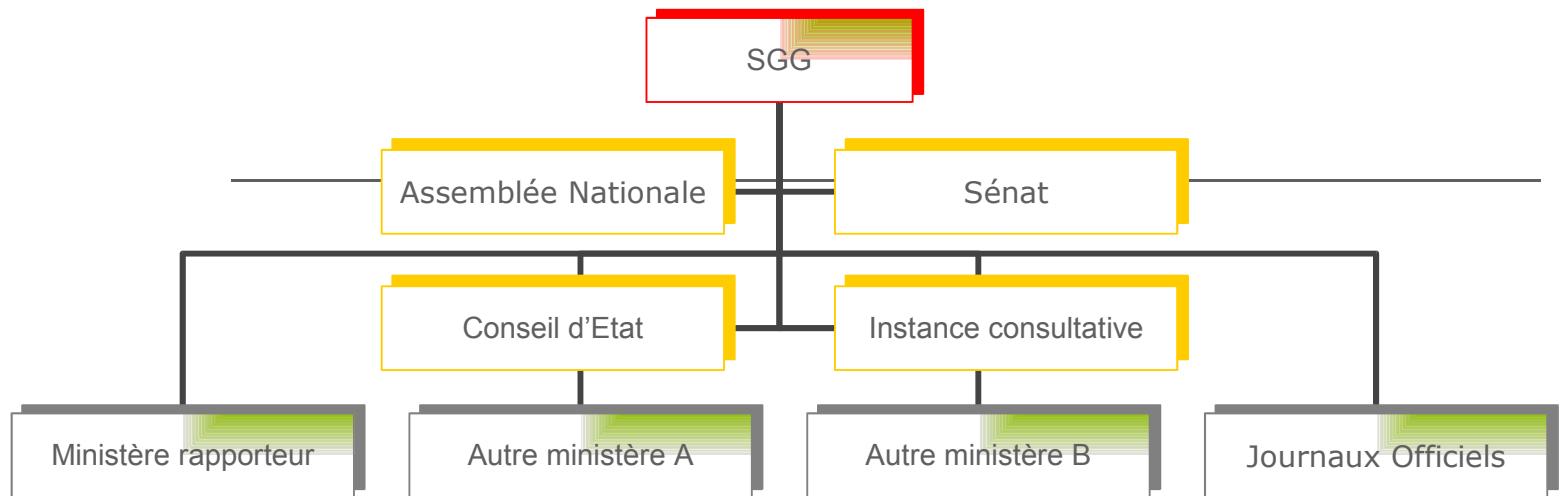 SGG
Assemblée Nationale
Sénat
Conseil d’Etat
Instance consultative
Ministère rapporteur
Autre ministère A
Autre ministère B
Journaux Officiels